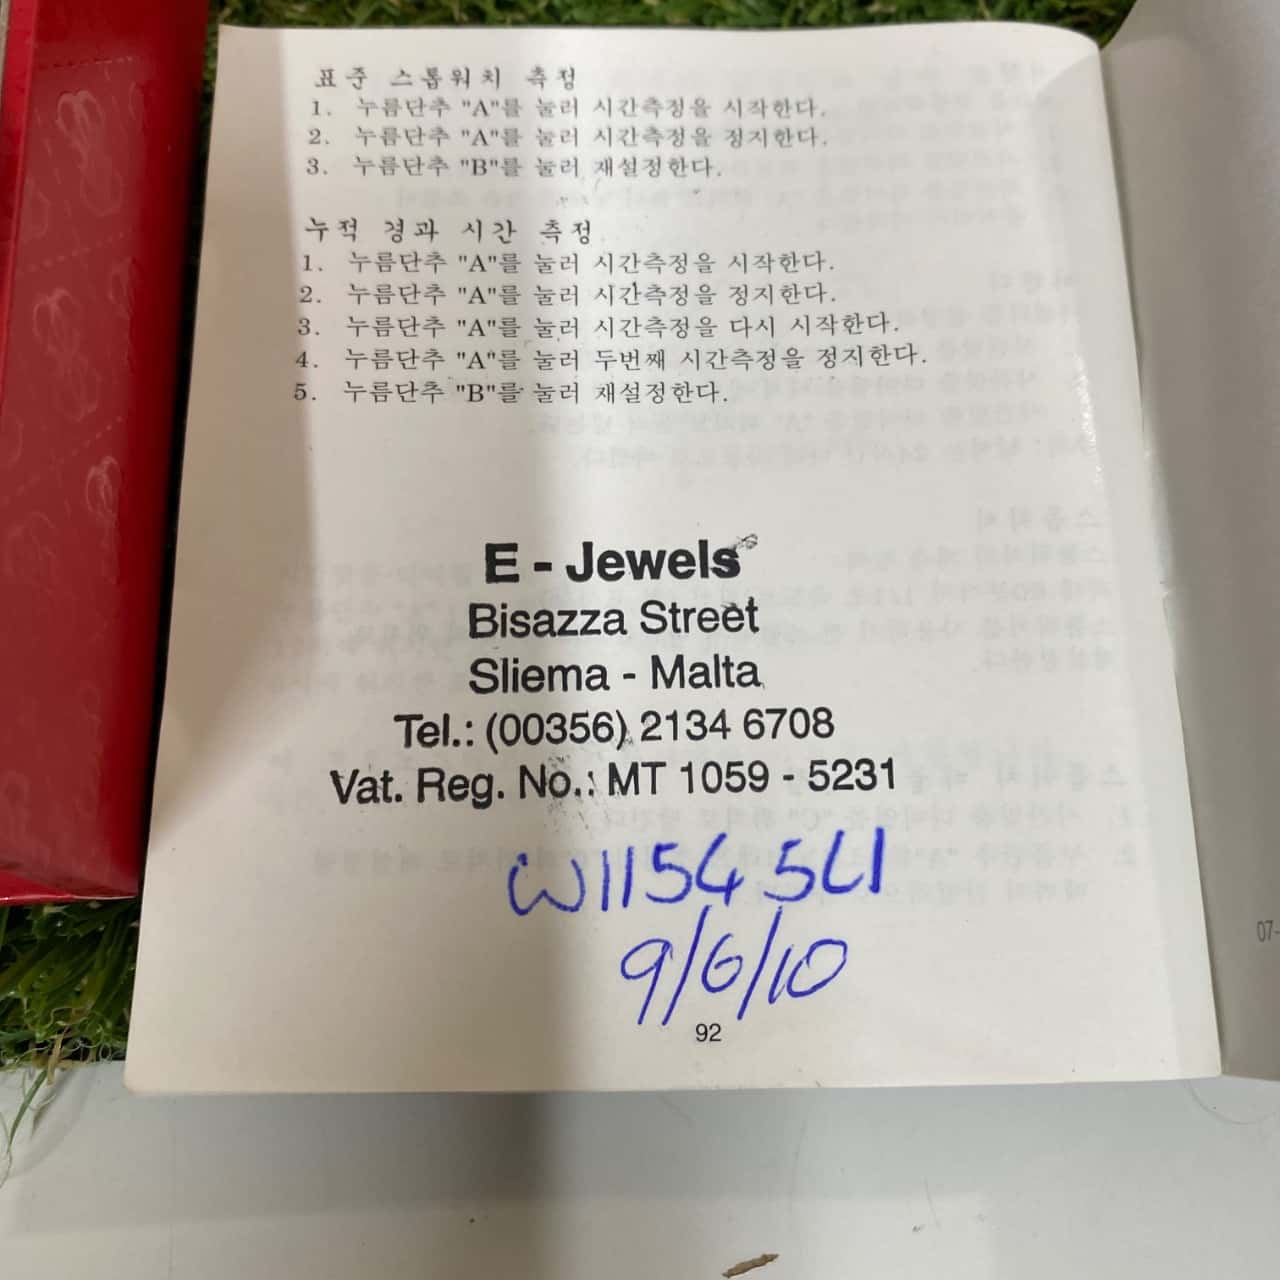 표준 스톱워치 측정
1. 누름단추 "A"를 눌러 시간측정을 시작한다.
2. 누름단추 "A"를 눌러 시간측정을 정지한다.
3. 누름단추 "B"를 눌러 재설정한다.
누적 경과 시간 측정
1. 누름단추 "A"를 눌러 시간측정을 시작한다.
2. 누름단추 "A"를 눌러 시간측정을 정지한다.
3. 누름단추 "A"를 눌러 시간측정을 다시 시작한다.
4. 누름단추 "A"를 눌러 두번째 시간측정을 정지한다.
5. 누름단추 "B"를 눌러 재설정한다.
E - Jewels
Bisazza Street
Sliema - Malta
Tel.: (00356) 2134 6708
Vat. Reg. No.: MT 1059 - 5231
W11545L1
9/6/10
92
07-